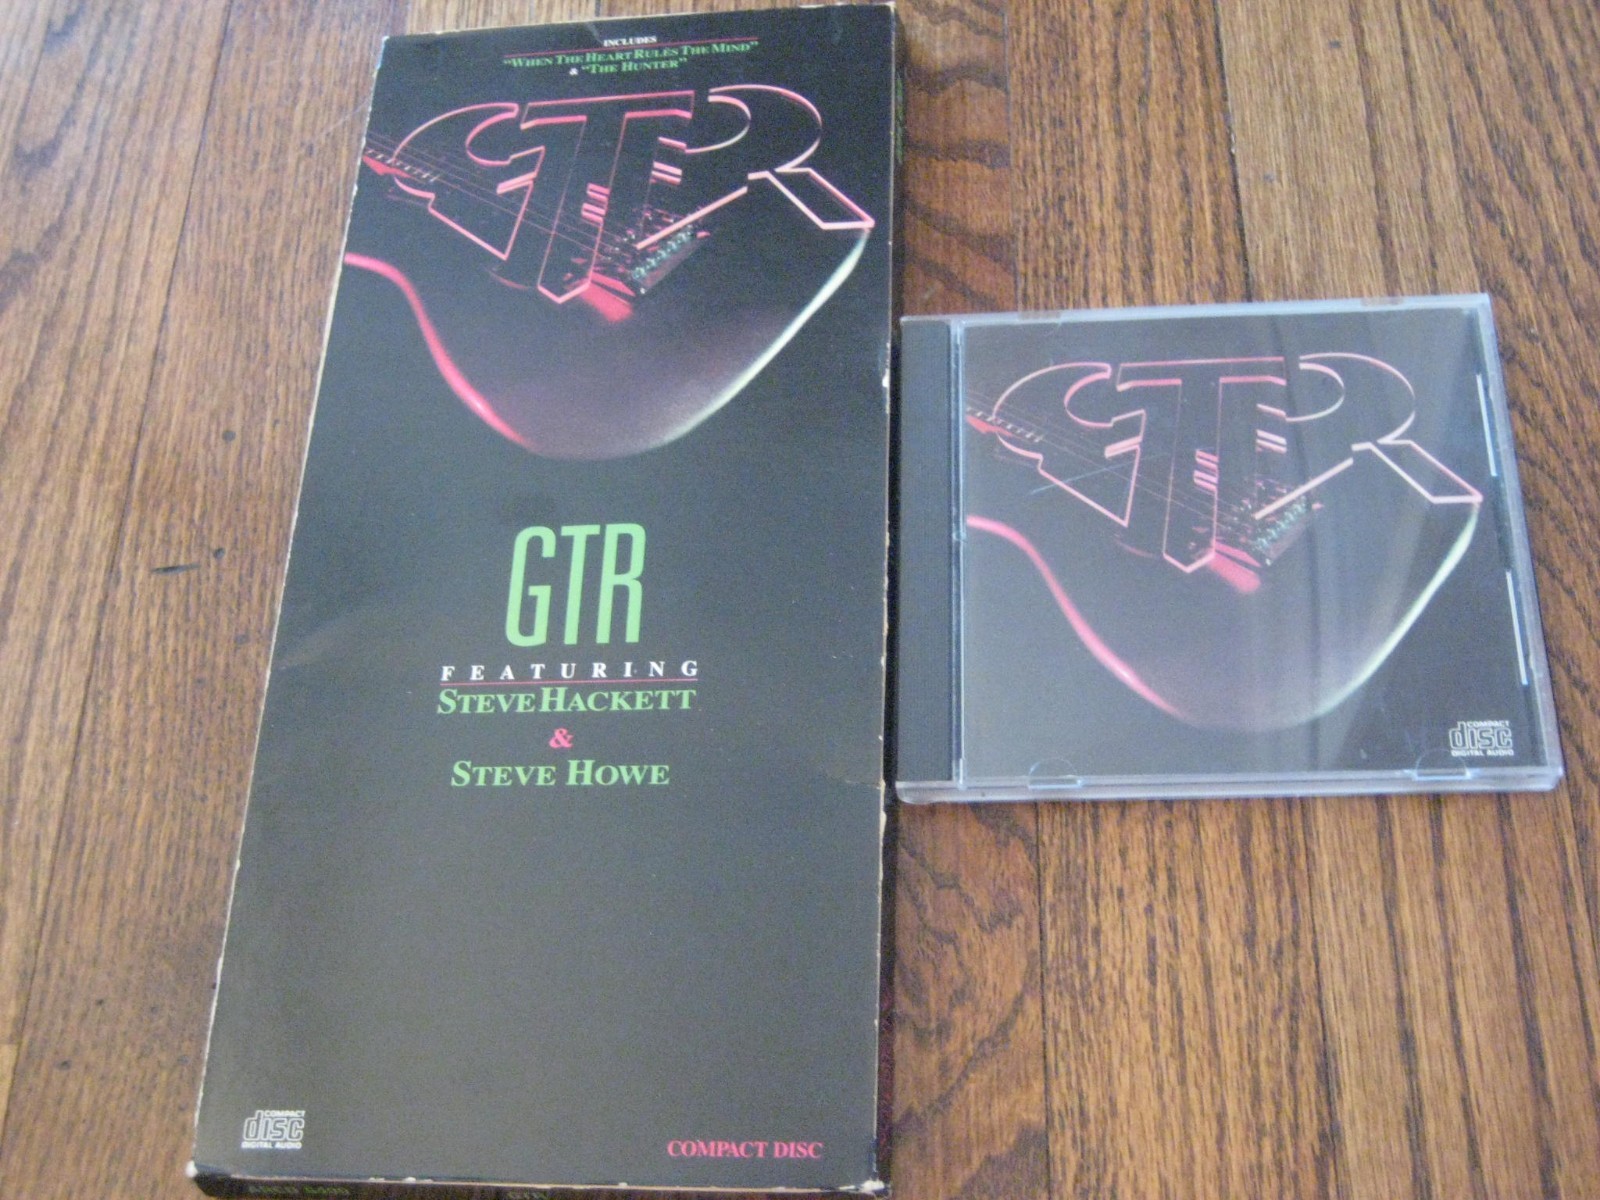 INCLUDES
"WHEN THE HEART RULES THE MIND"
& "THE HUNTER"
GTR
GTR
FEATURING
STEVE HACKETT
&
STEVE HOWE
COMPACT
disc
DIGITAL AUDIO
COMPACT DISC
GTR
GTR
COMPACT
disc
DIGITAL AUDIO